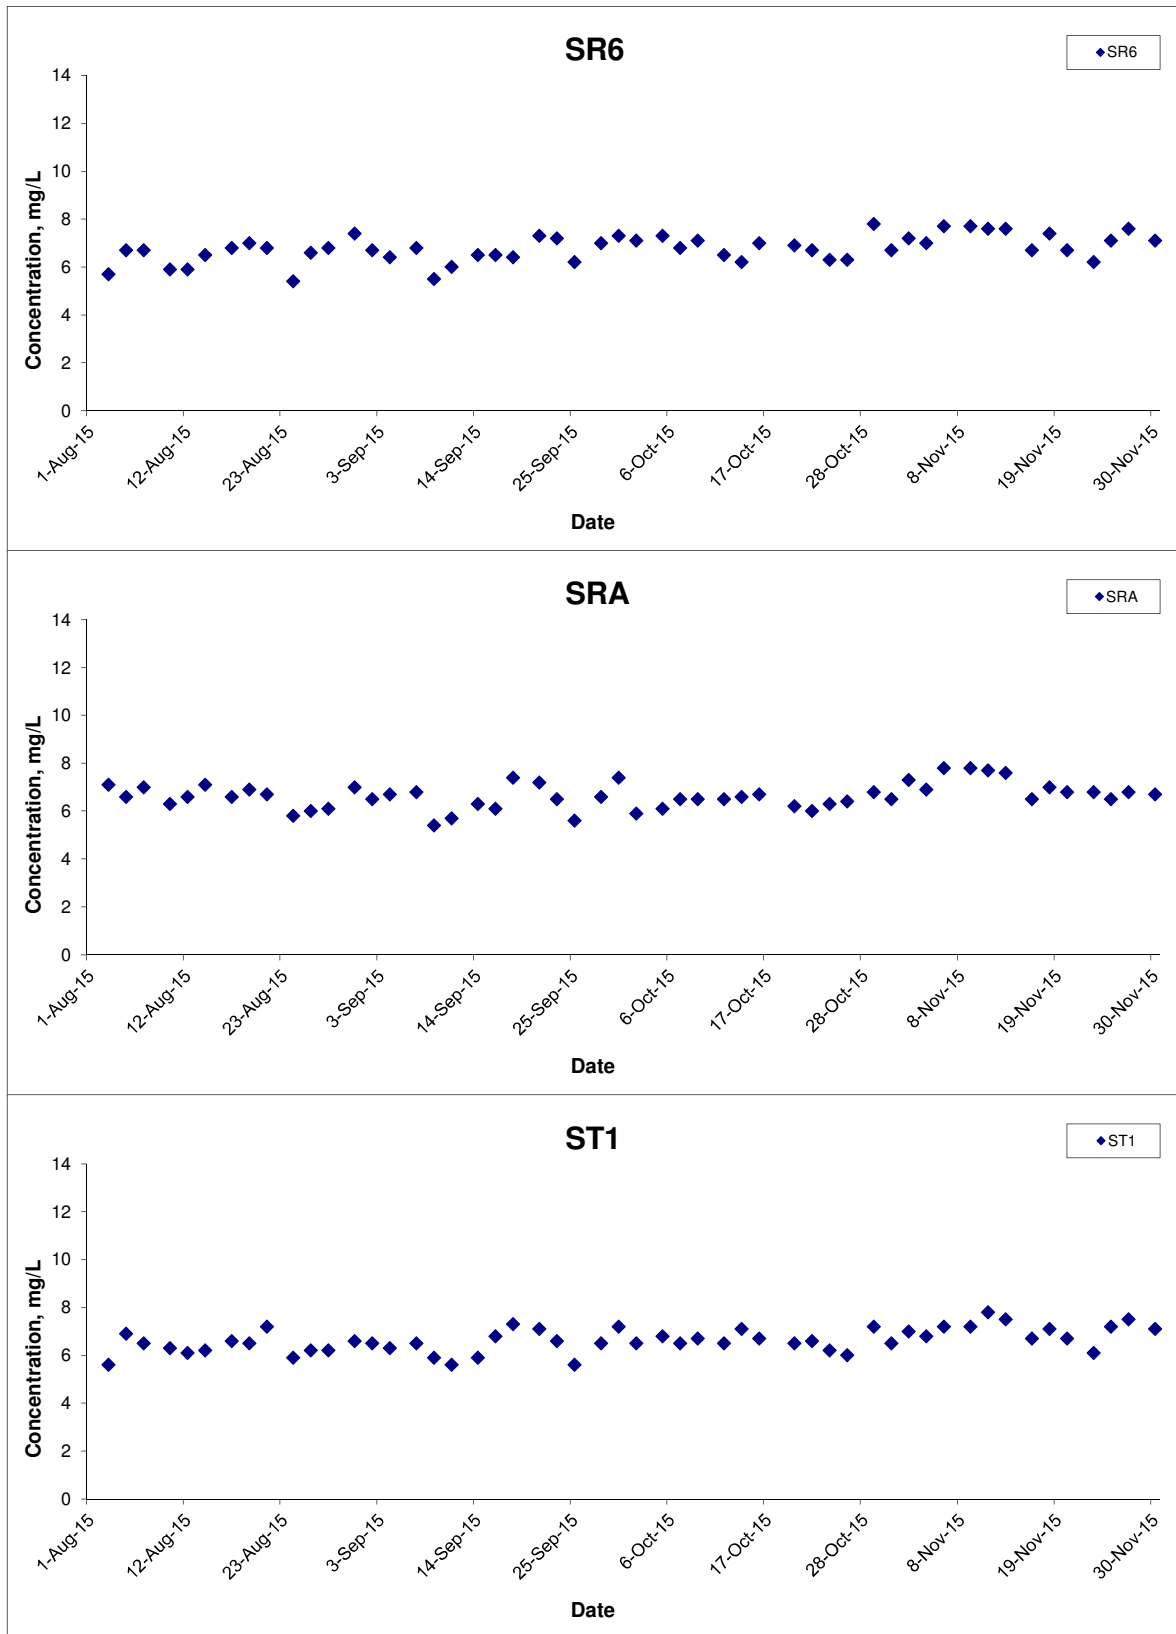 SR6
SR6
14
12
10
8
6
4
2
0
Concentration, mg/L
1-Aug-15
12-Aug-15
23-Aug-15
3-Sep-15
14-Sep-15
25-Sep-15
6-Oct-15
17-Oct-15
28-Oct-15
8-Nov-15
19-Nov-15
30-Nov-15
Date
SRA
SRA
14
12
10
8
6
4
2
0
Concentration, mg/L
1-Aug-15
12-Aug-15
23-Aug-15
3-Sep-15
14-Sep-15
25-Sep-15
6-Oct-15
17-Oct-15
28-Oct-15
8-Nov-15
19-Nov-15
30-Nov-15
Date
ST1
ST1
14
12
10
8
6
4
2
0
Concentration, mg/L
1-Aug-15
12-Aug-15
23-Aug-15
3-Sep-15
14-Sep-15
25-Sep-15
6-Oct-15
17-Oct-15
28-Oct-15
8-Nov-15
19-Nov-15
30-Nov-15
Date